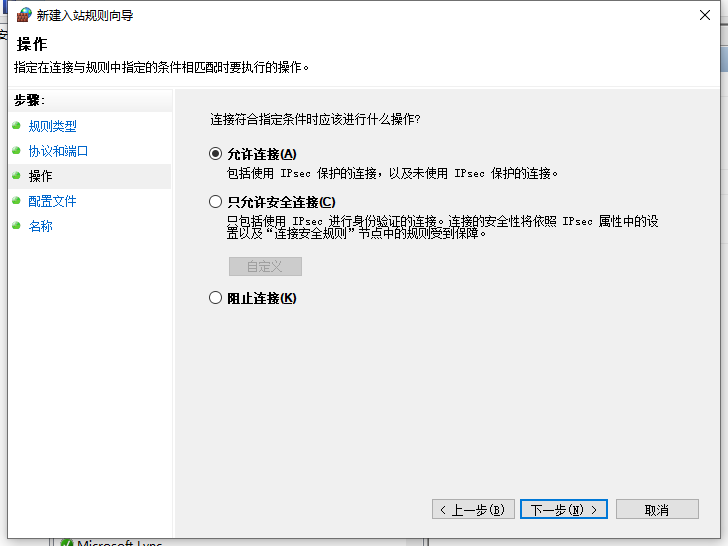 新建入站规则向导
操作
指定在连接与规则中指定的条件相匹配时要执行的操作。
步骤:
规则类型
协议和端口
操作
配置文件
名称
连接符合指定条件时应该进行什么操作?
允许连接(A)
包括使用 IPsec 保护的连接，以及未使用 IPsec 保护的连接。
只允许安全连接(C)
只包括使用 IPsec 进行身份验证的连接。连接的安全性将依照 IPsec 属性中的设
置以及“连接安全规则”节点中的规则受到保障。
自定义
阻止连接(K)
< 上一步(B)
下一步(N) >
取消
Microsoft Lync